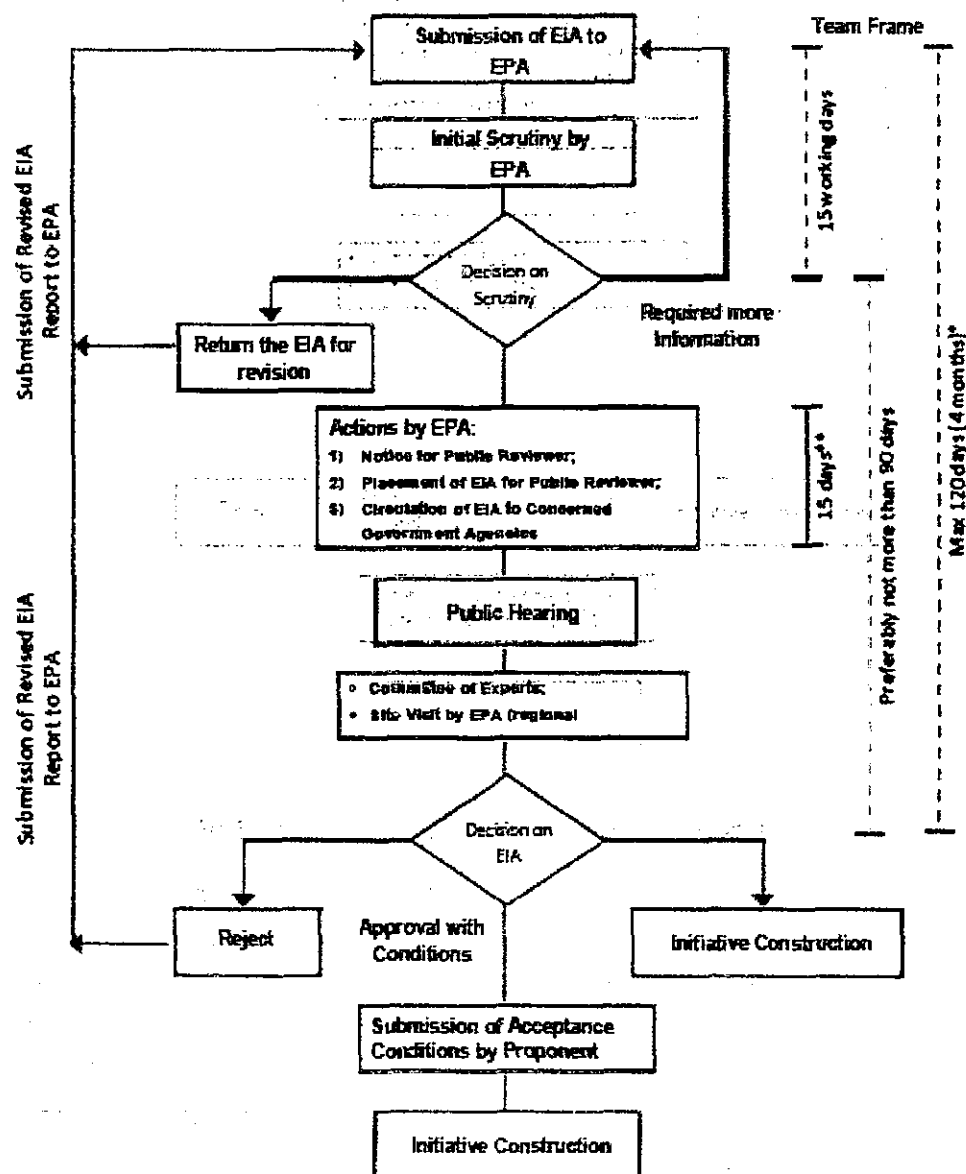 Team Frame
Submission of EIA to
EPA
Initial Scrutiny by
EPA
15 working days
Submission of Revised EIA
Report to EPA
Decision on
Scrutiny
Required more
Information
Return the EIA for
revision
Actions by EPA:
1) Notice for Public Reviewer;
2) Placement of EIA for Public Reviewer;
3) Circulation of EIA to Concerned
Government Agencies
15 days**
Preferably not more than 90 days
Max 120 days (4 months)*
Public Hearing
Committee of Experts;
• Site Visit by EPA (regional
Submission of Revised EIA
Report to EPA
Decision on
EIA
Reject
Approval with
Conditions
Initiative Construction
Submission of Acceptance
Conditions by Proponent
Initiative Construction